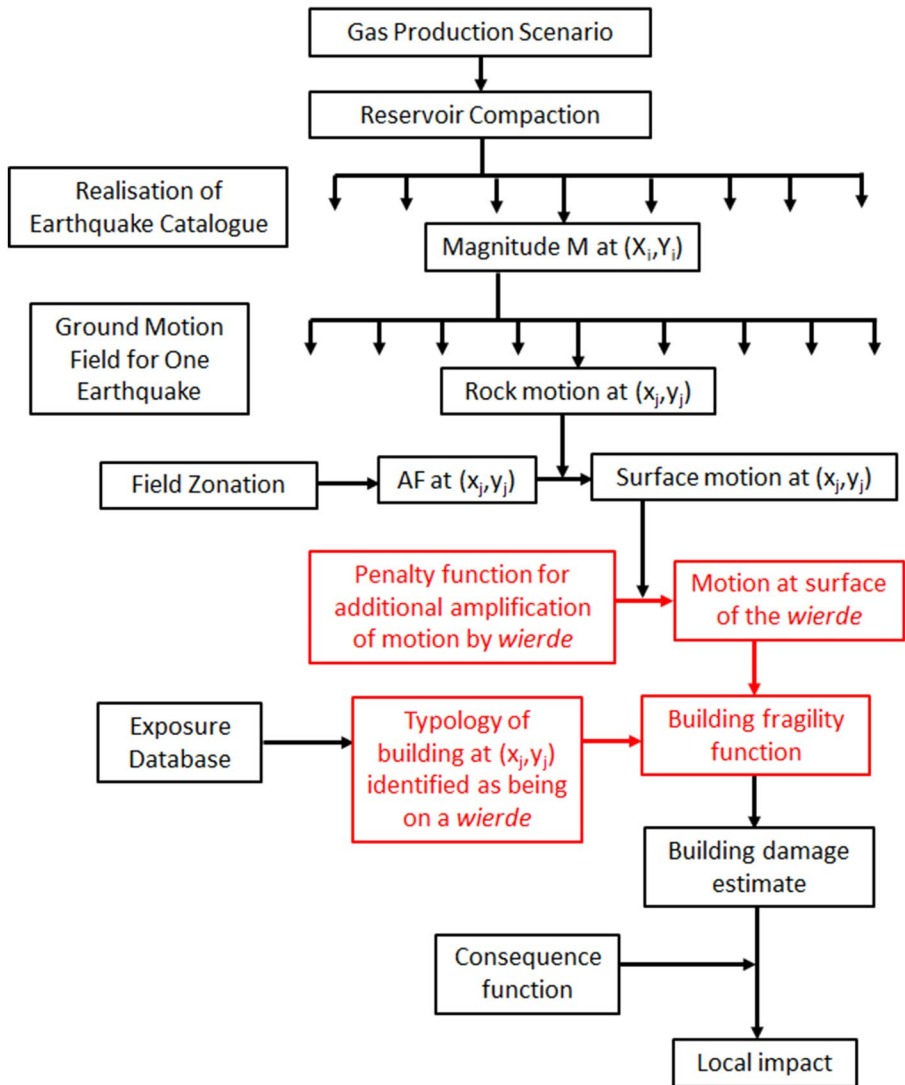 Gas Production Scenario
Reservoir Compaction
Realisation of
Earthquake Catalogue
Magnitude M at (Xᵢ,Yᵢ)
Ground Motion
Field for One
Earthquake
Rock motion at (xⱼ,yⱼ)
Field Zonation
AF at (xⱼ,yⱼ)
Surface motion at (xⱼ,yⱼ)
Penalty function for
additional amplification
of motion by wierde
Motion at surface
of the wierde
Exposure
Database
Typology of
building at (xⱼ,yⱼ)
identified as being
on a wierde
Building fragility
function
Building damage
estimate
Consequence
function
Local impact